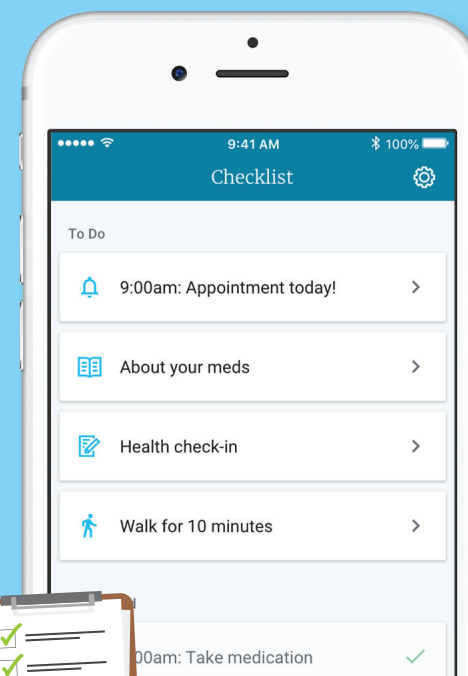 9:41 AM
100%
Checklist
To Do
9:00am: Appointment today!
About your meds
Health check-in
Walk for 10 minutes
00am: Take medication